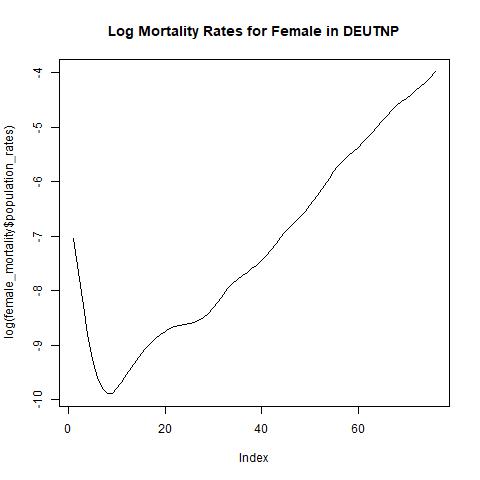 Log Mortality Rates for Female in DEUTNP
log(female_mortality$population_rates)
-4
-5
-6
-7
-8
-9
-10
0 20 40 60
Index